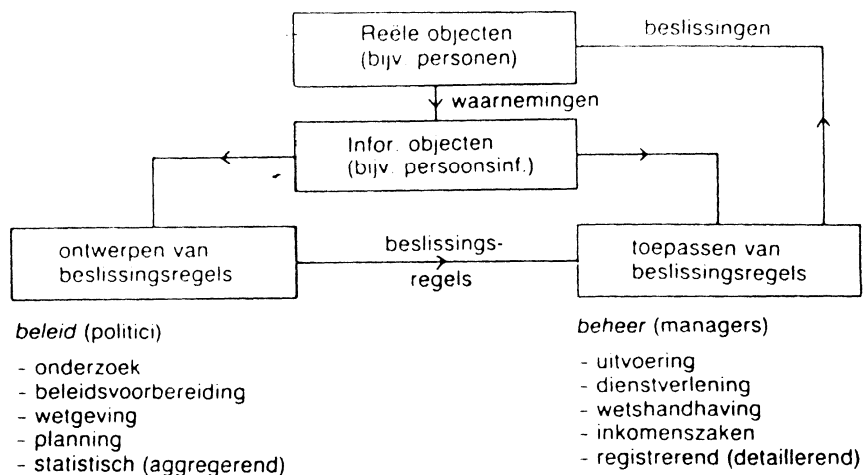 Reële objecten
(bijv. personen)
beslissingen
waarnemingen
Infor. objecten
(bijv. persoonsinf.)
ontwerpen van
beslissingsregels
beslissings-
regels
toepassen van
beslissingsregels
beleid (politici)
- onderzoek
- beleidsvoorbereiding
- wetgeving
- planning
- statistisch (aggregerend)
beheer (managers)
- uitvoering
- dienstverlening
- wetshandhaving
- inkomenszaken
- registrerend (detaillerend)